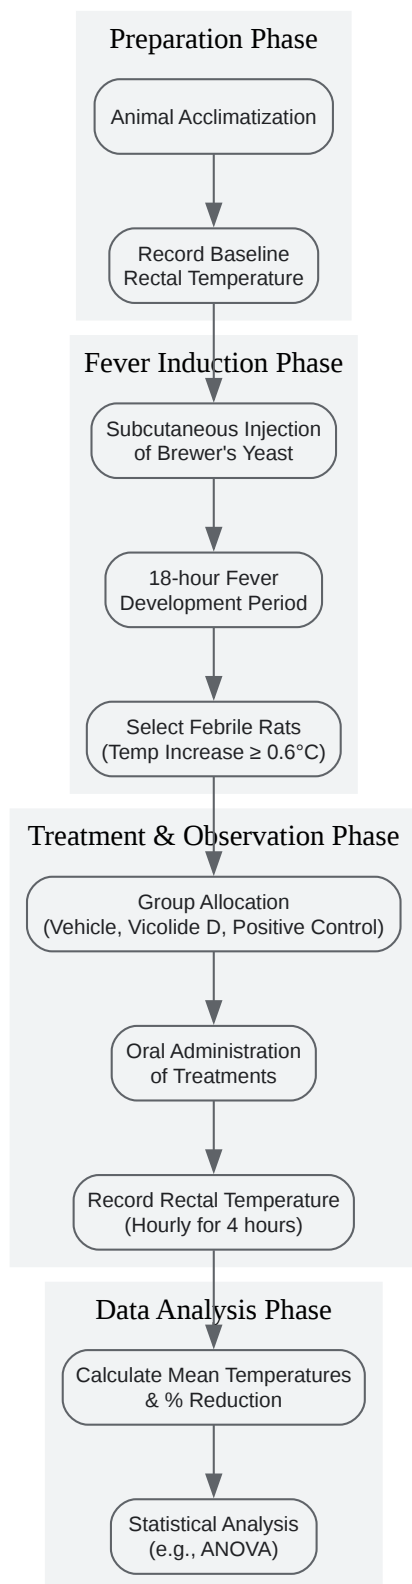 Preparation Phase
Animal Acclimatization
Record Baseline
Rectal Temperature
Fever Induction Phase
Subcutaneous Injection
of Brewer's Yeast
18-hour Fever
Development Period
Select Febrile Rats
(Temp Increase ≥ 0.6°C)
Treatment & Observation Phase
Group Allocation
(Vehicle, Vicolide D, Positive Control)
Oral Administration
of Treatments
Record Rectal Temperature
(Hourly for 4 hours)
Data Analysis Phase
Calculate Mean Temperatures
& % Reduction
Statistical Analysis
(e.g., ANOVA)